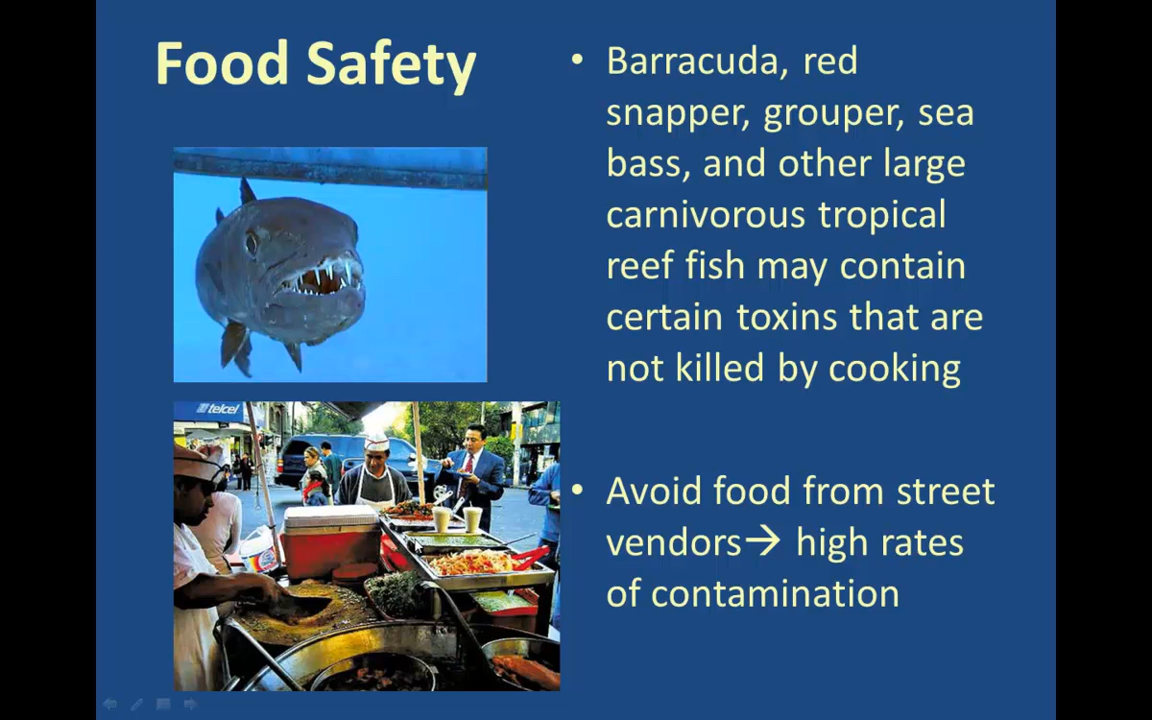 Food Safety
• Barracuda, red
snapper, grouper, sea
bass, and other large
carnivorous tropical
reef fish may contain
certain toxins that are
not killed by cooking
telcel
• Avoid food from street
vendors→ high rates
of contamination